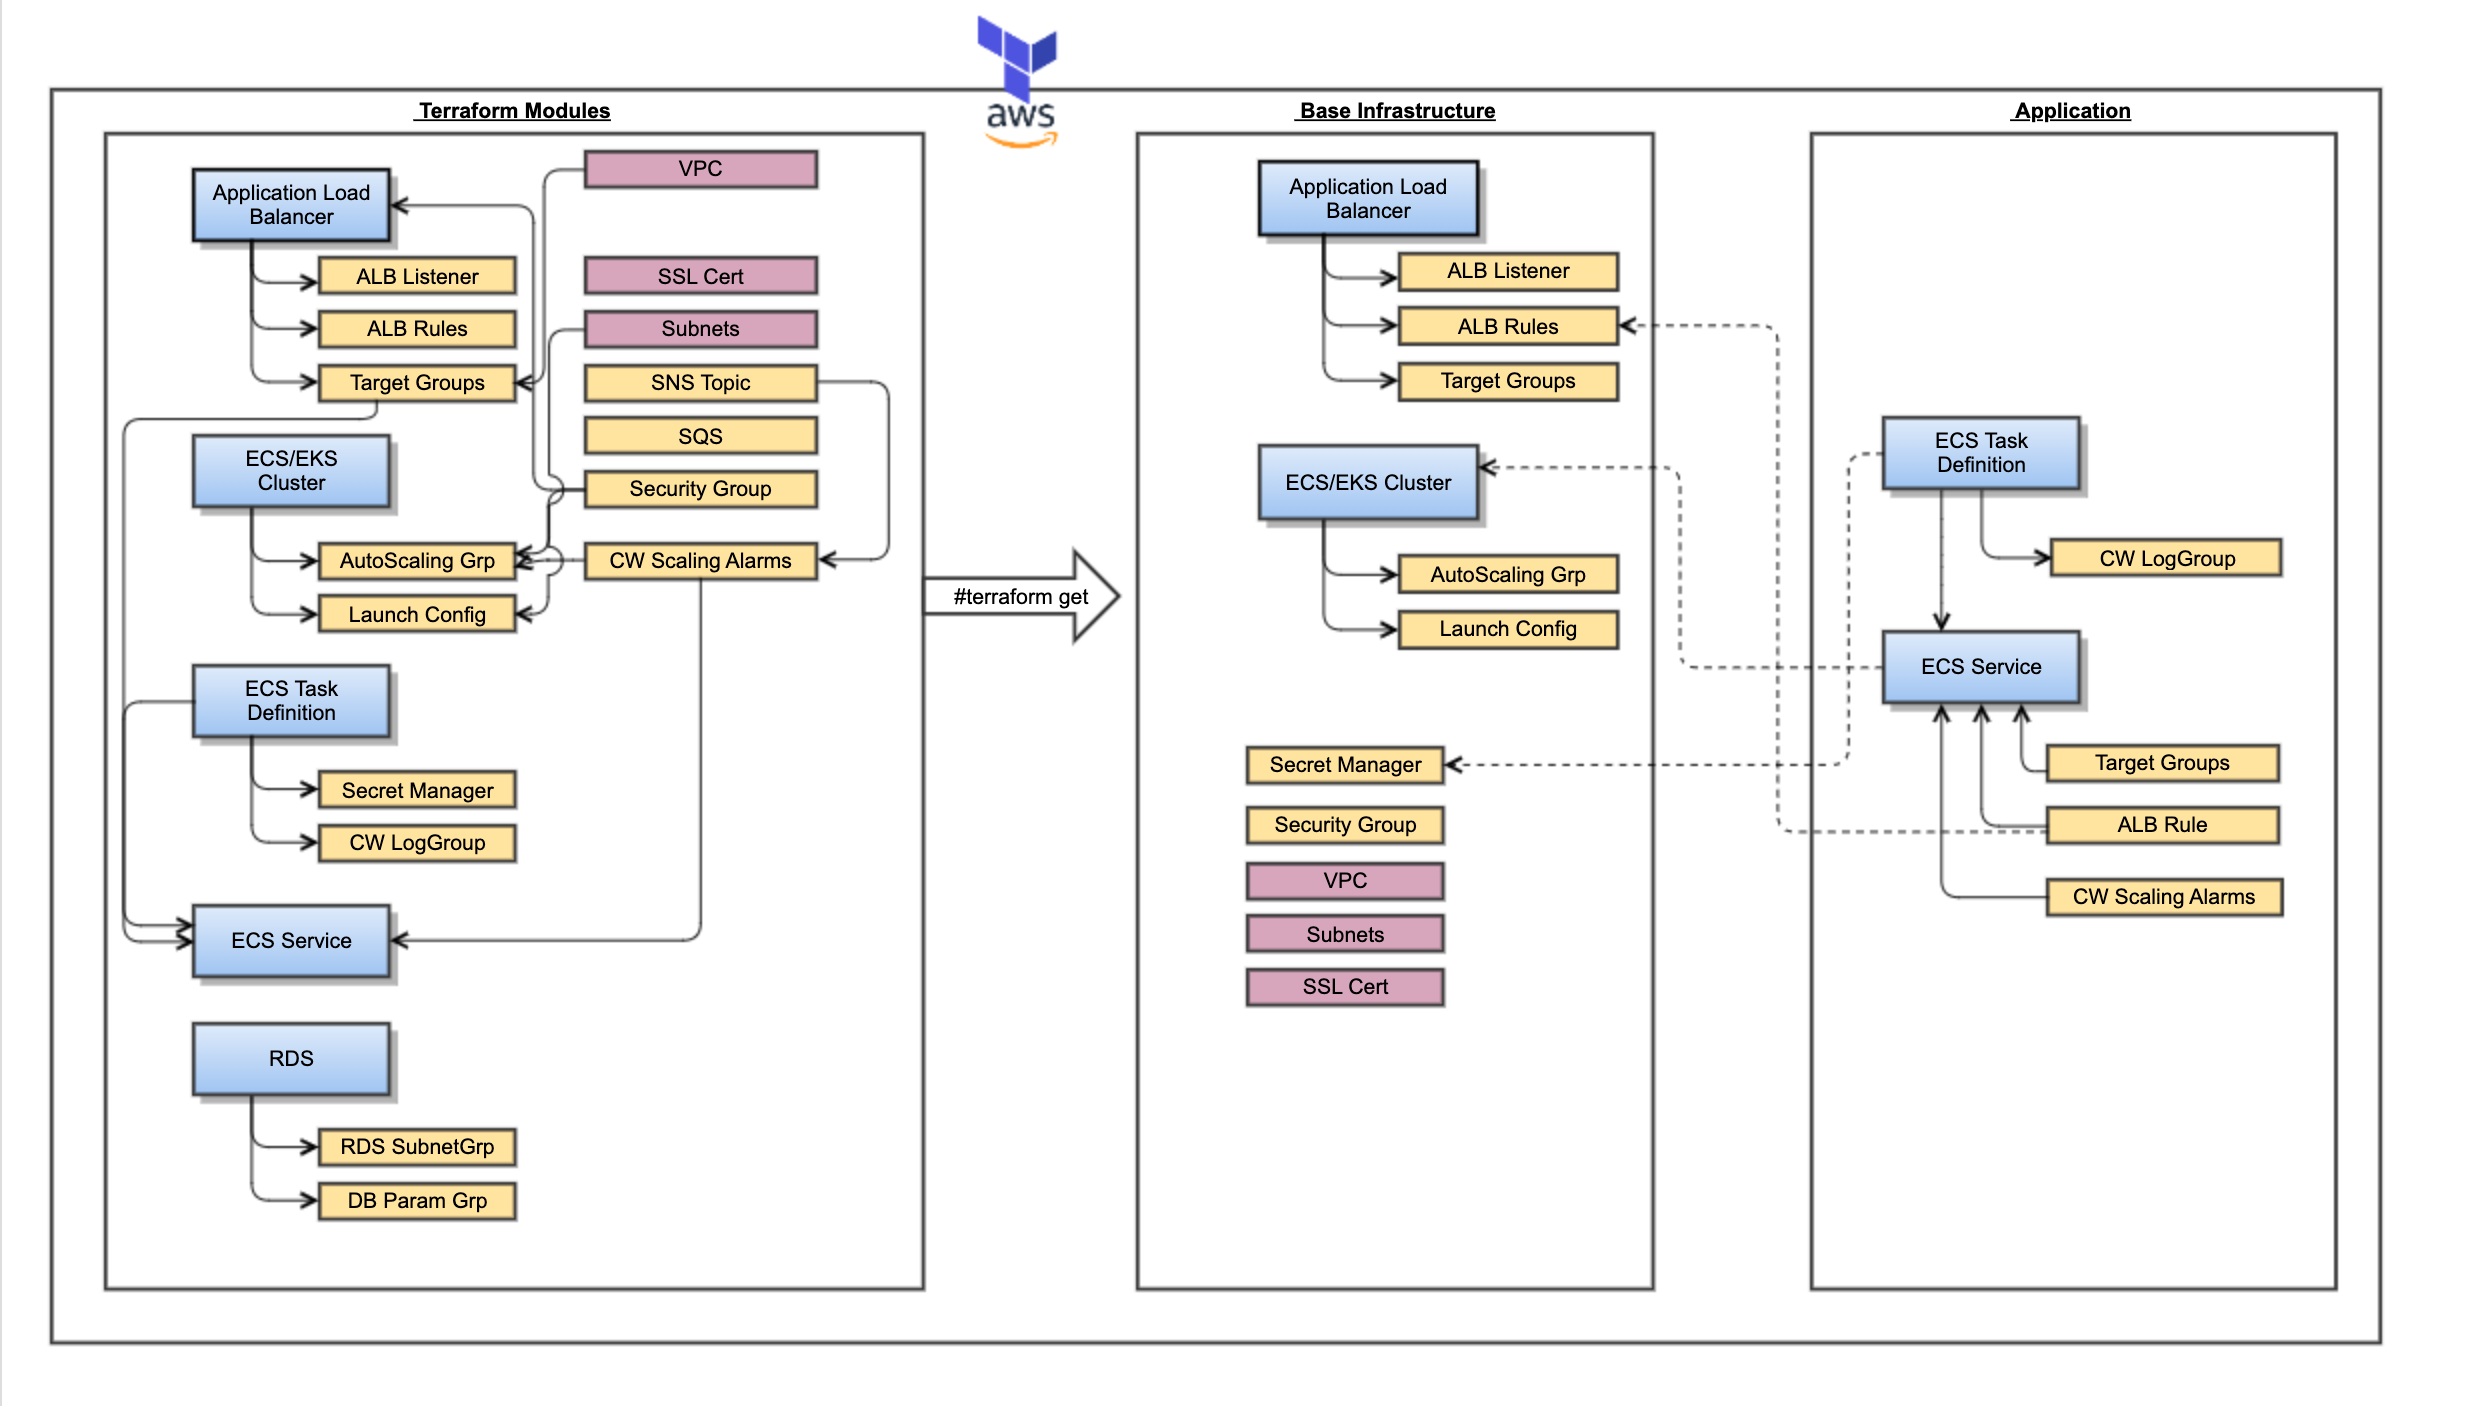 aws
Terraform Modules
Application Load
Balancer
ALB Listener
ALB Rules
Target Groups
ECS/EKS
Cluster
AutoScaling Grp
Launch Config
ECS Task
Definition
Secret Manager
CW LogGroup
ECS Service
RDS
RDS SubnetGrp
DB Param Grp
VPC
SSL Cert
Subnets
SNS Topic
SQS
Security Group
CW Scaling Alarms
#terraform get
Base Infrastructure
Application Load
Balancer
ALB Listener
ALB Rules
Target Groups
ECS/EKS Cluster
AutoScaling Grp
Launch Config
Secret Manager
Security Group
VPC
Subnets
SSL Cert
Application
ECS Task
Definition
CW LogGroup
ECS Service
Target Groups
ALB Rule
CW Scaling Alarms